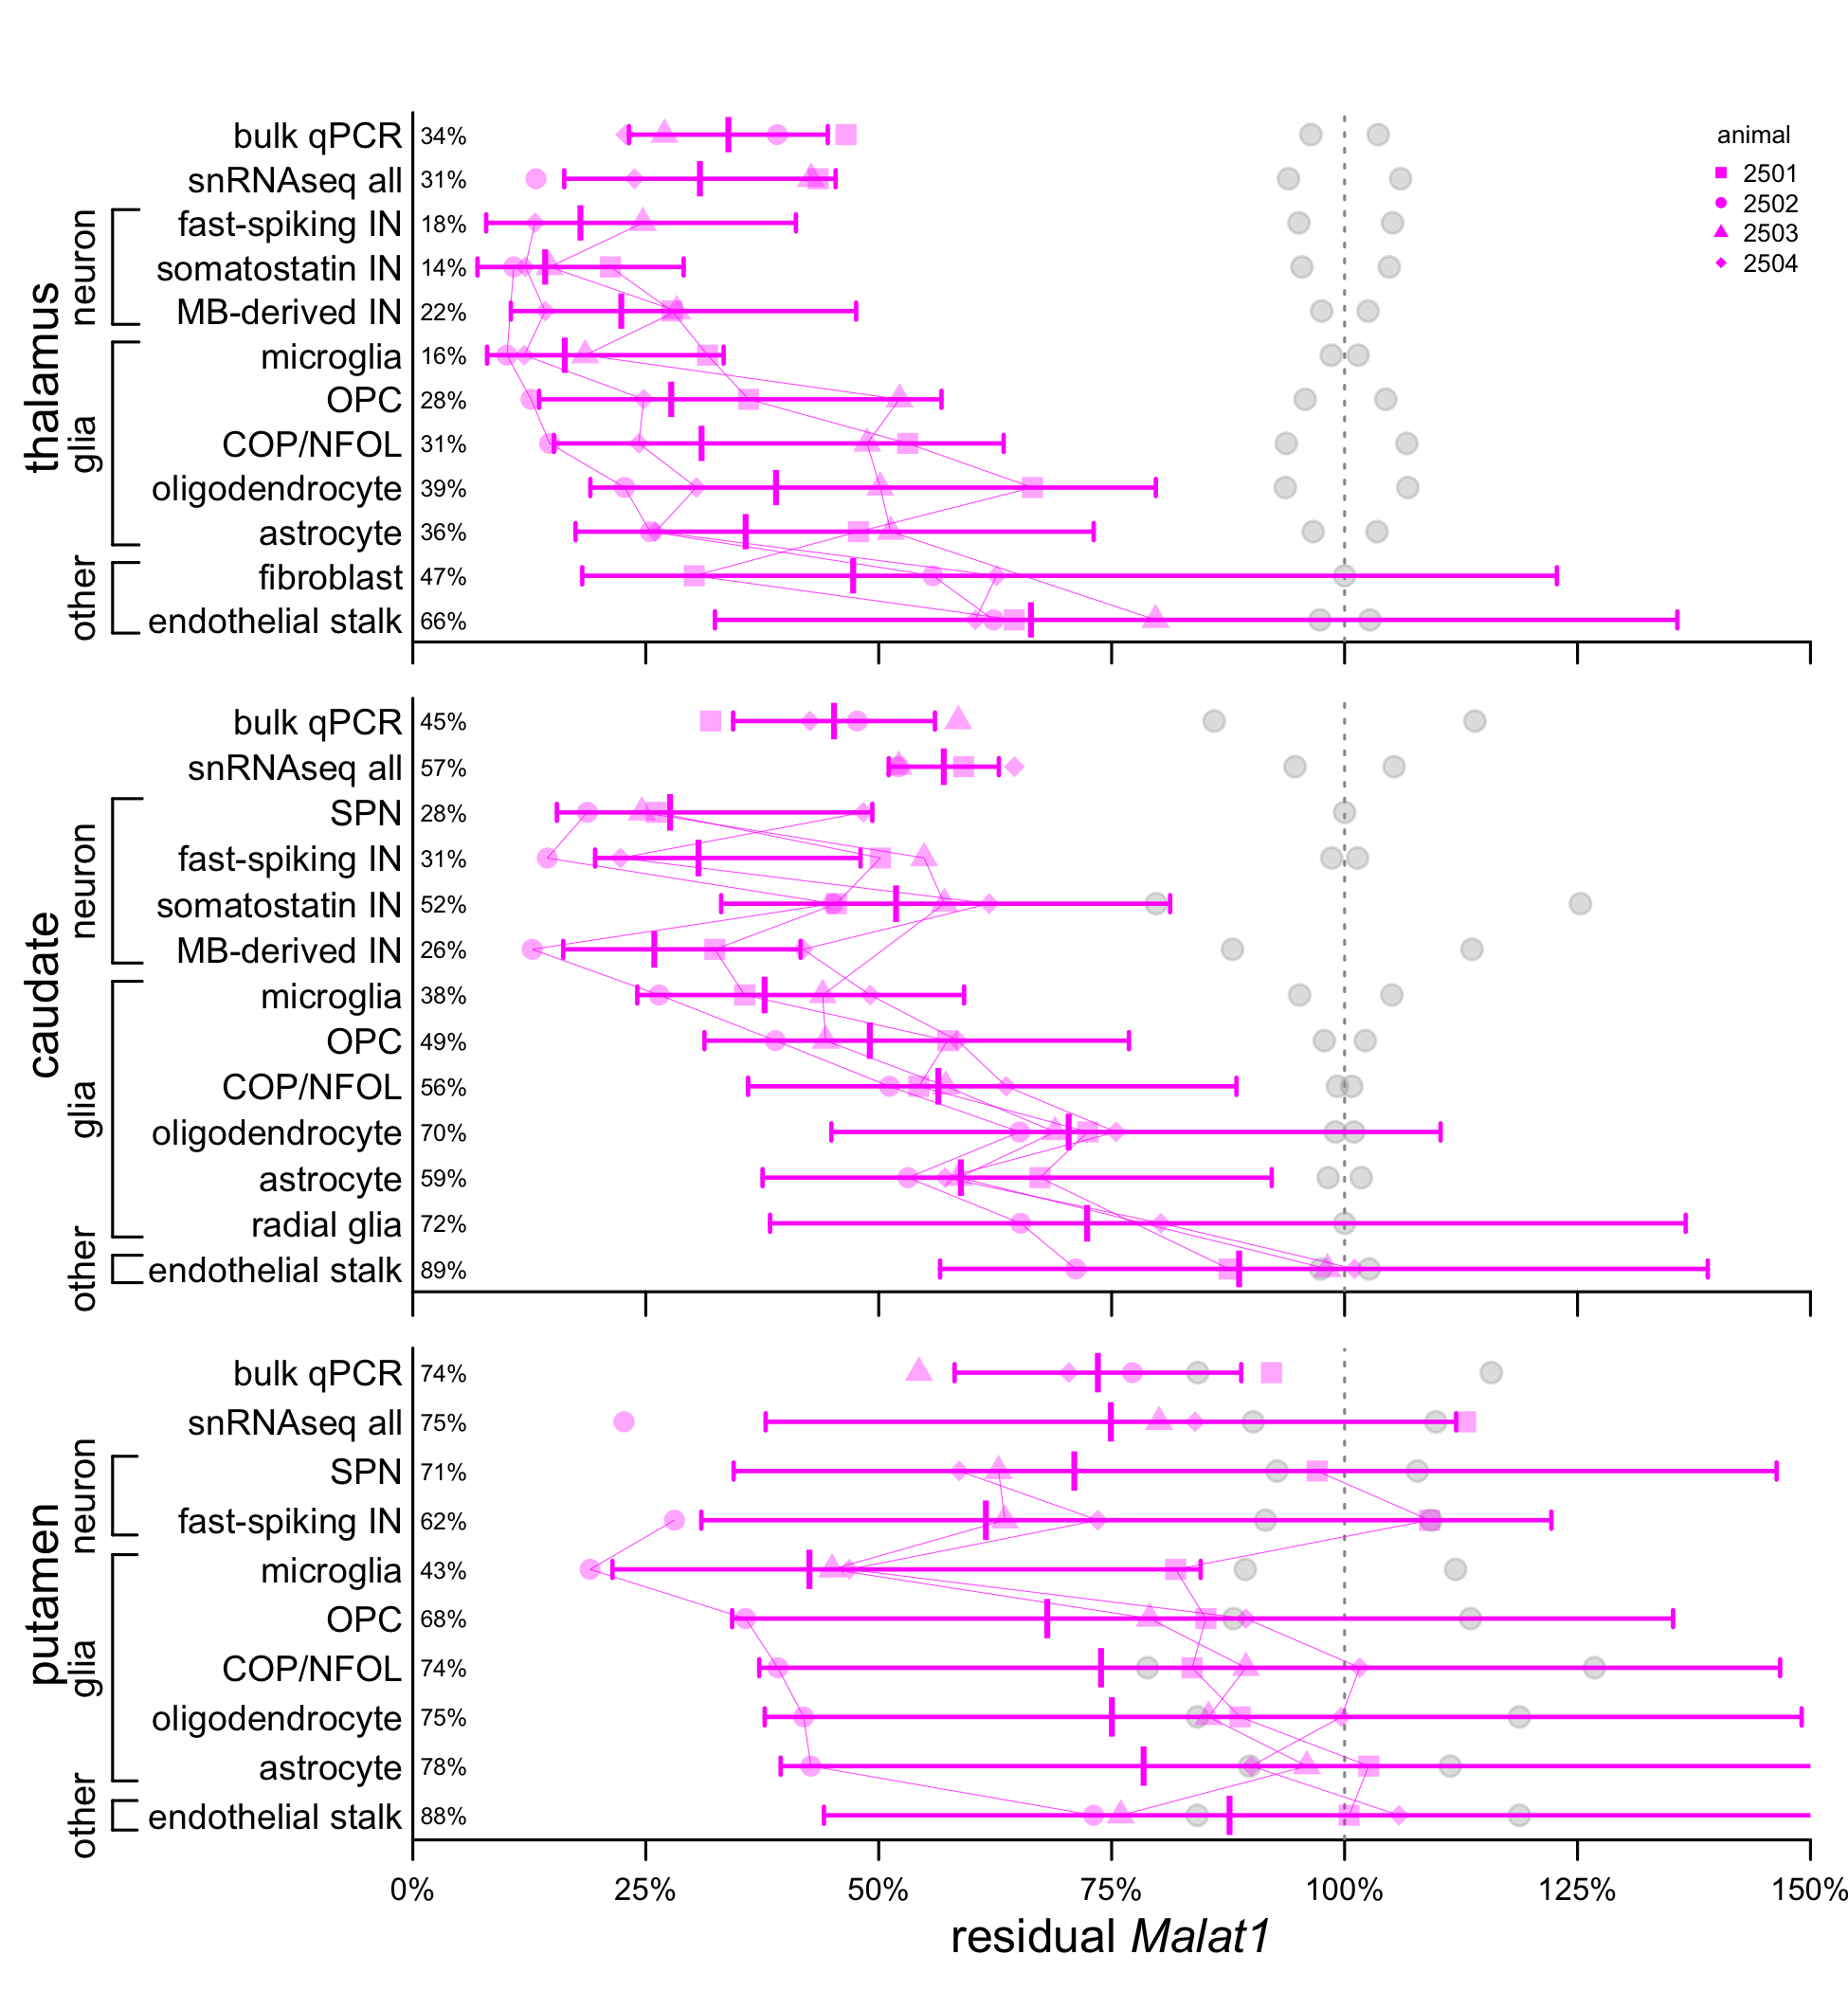 animal
2501
2502
2503
2504
thalamus
neuron
glia
other
bulk qPCR 34%
snRNAseq all 31%
fast-spiking IN 18%
somatostatin IN 14%
MB-derived IN 22%
microglia 16%
OPC 28%
COP/NFOL 31%
oligodendrocyte 39%
astrocyte 36%
fibroblast 47%
endothelial stalk 66%
caudate
neuron
glia
other
bulk qPCR 45%
snRNAseq all 57%
SPN 28%
fast-spiking IN 31%
somatostatin IN 52%
MB-derived IN 26%
microglia 38%
OPC 49%
COP/NFOL 56%
oligodendrocyte 70%
astrocyte 59%
radial glia 72%
endothelial stalk 89%
putamen
neuron
glia
other
bulk qPCR 74%
snRNAseq all 75%
SPN 71%
fast-spiking IN 62%
microglia 43%
OPC 68%
COP/NFOL 74%
oligodendrocyte 75%
astrocyte 78%
endothelial stalk 88%
0% 25% 50% 75% 100% 125% 150%
residual Malat1